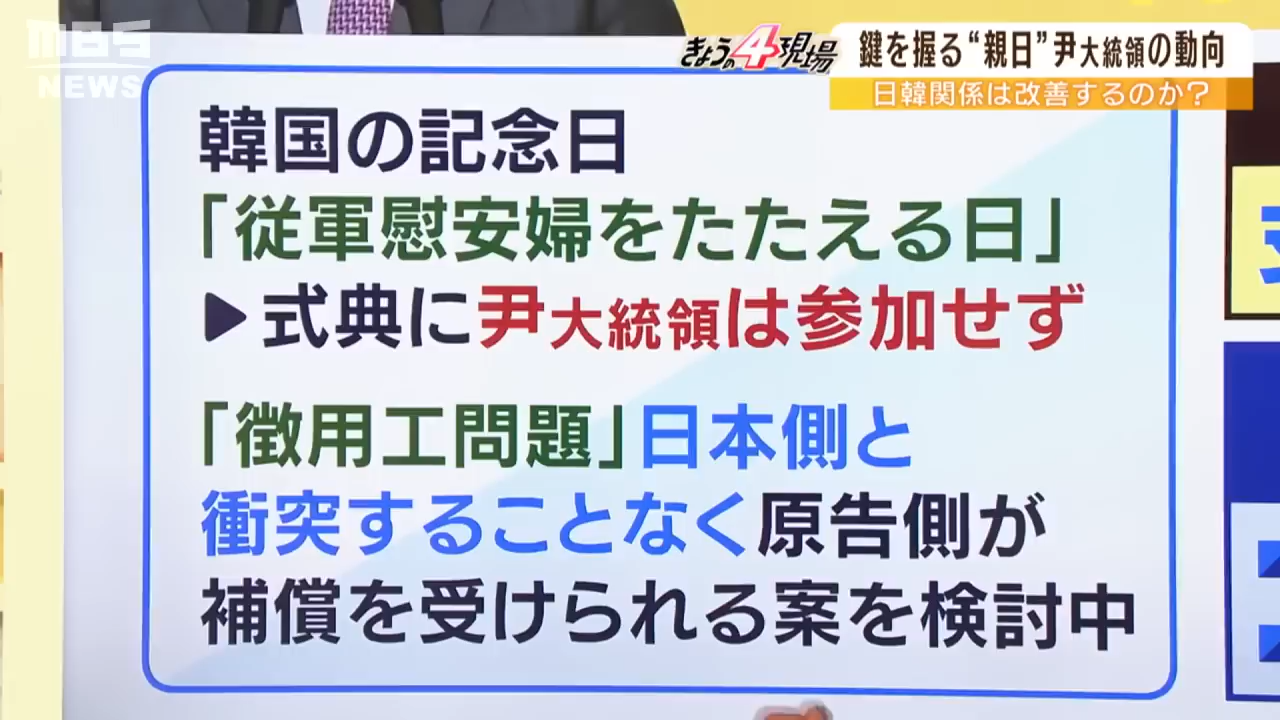 MBS
NEWS
きょうの4現場
鍵を握る“親日”尹大統領の動向
日韓関係は改善するのか?
韓国の記念日
「従軍慰安婦をたたえる日」
▶式典に尹大統領は参加せず
「徴用工問題」日本側と
衝突することなく原告側が
補償を受けられる案を検討中